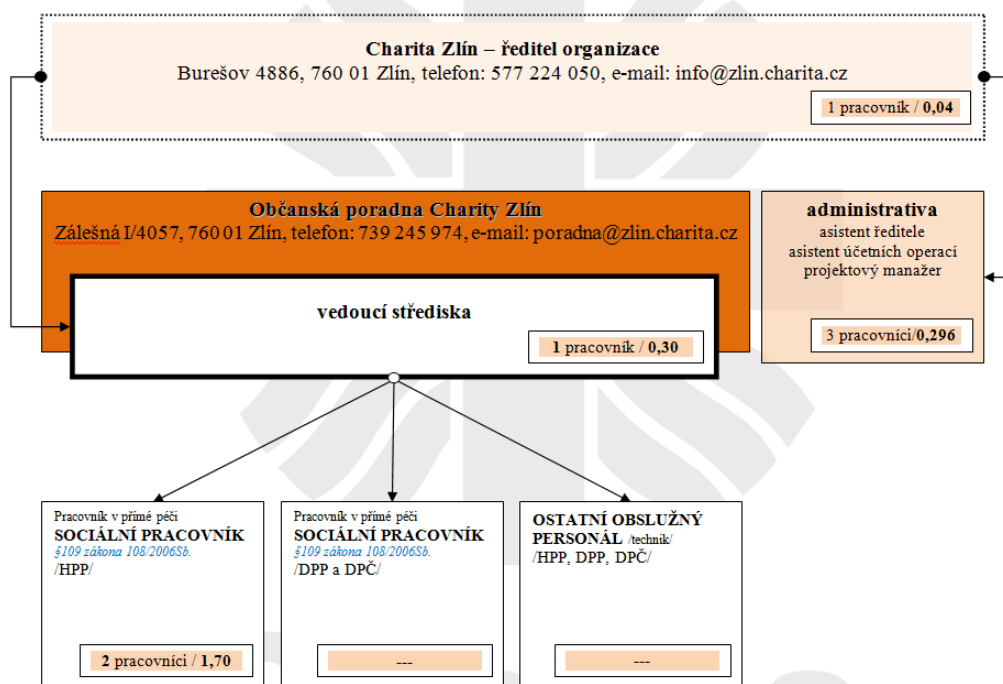 Charita Zlín – ředitel organizace
Burešov 4886, 760 01 Zlín, telefon: 577 224 050, e-mail: info@zlin.charita.cz
1 pracovník / 0,04
Občanská poradna Charity Zlín
Zálešná I/4057, 760 01 Zlín, telefon: 739 245 974, e-mail: poradna@zlin.charita.cz
vedoucí střediska
1 pracovník / 0,30
administrativa
asistent ředitele
asistent účetních operací
projektový manažer
3 pracovníci/0,296
Pracovník v přímé péči
SOCIÁLNÍ PRACOVNÍK
§109 zákona 108/2006Sb.
/HPP/
2 pracovníci / 1,70
Pracovník v přímé péči
SOCIÁLNÍ PRACOVNÍK
§109 zákona 108/2006Sb.
/DPP a DPČ/
---
OSTATNÍ OBSLUŽNÝ
PERSONÁL /technik/
/HPP, DPP, DPČ/
---